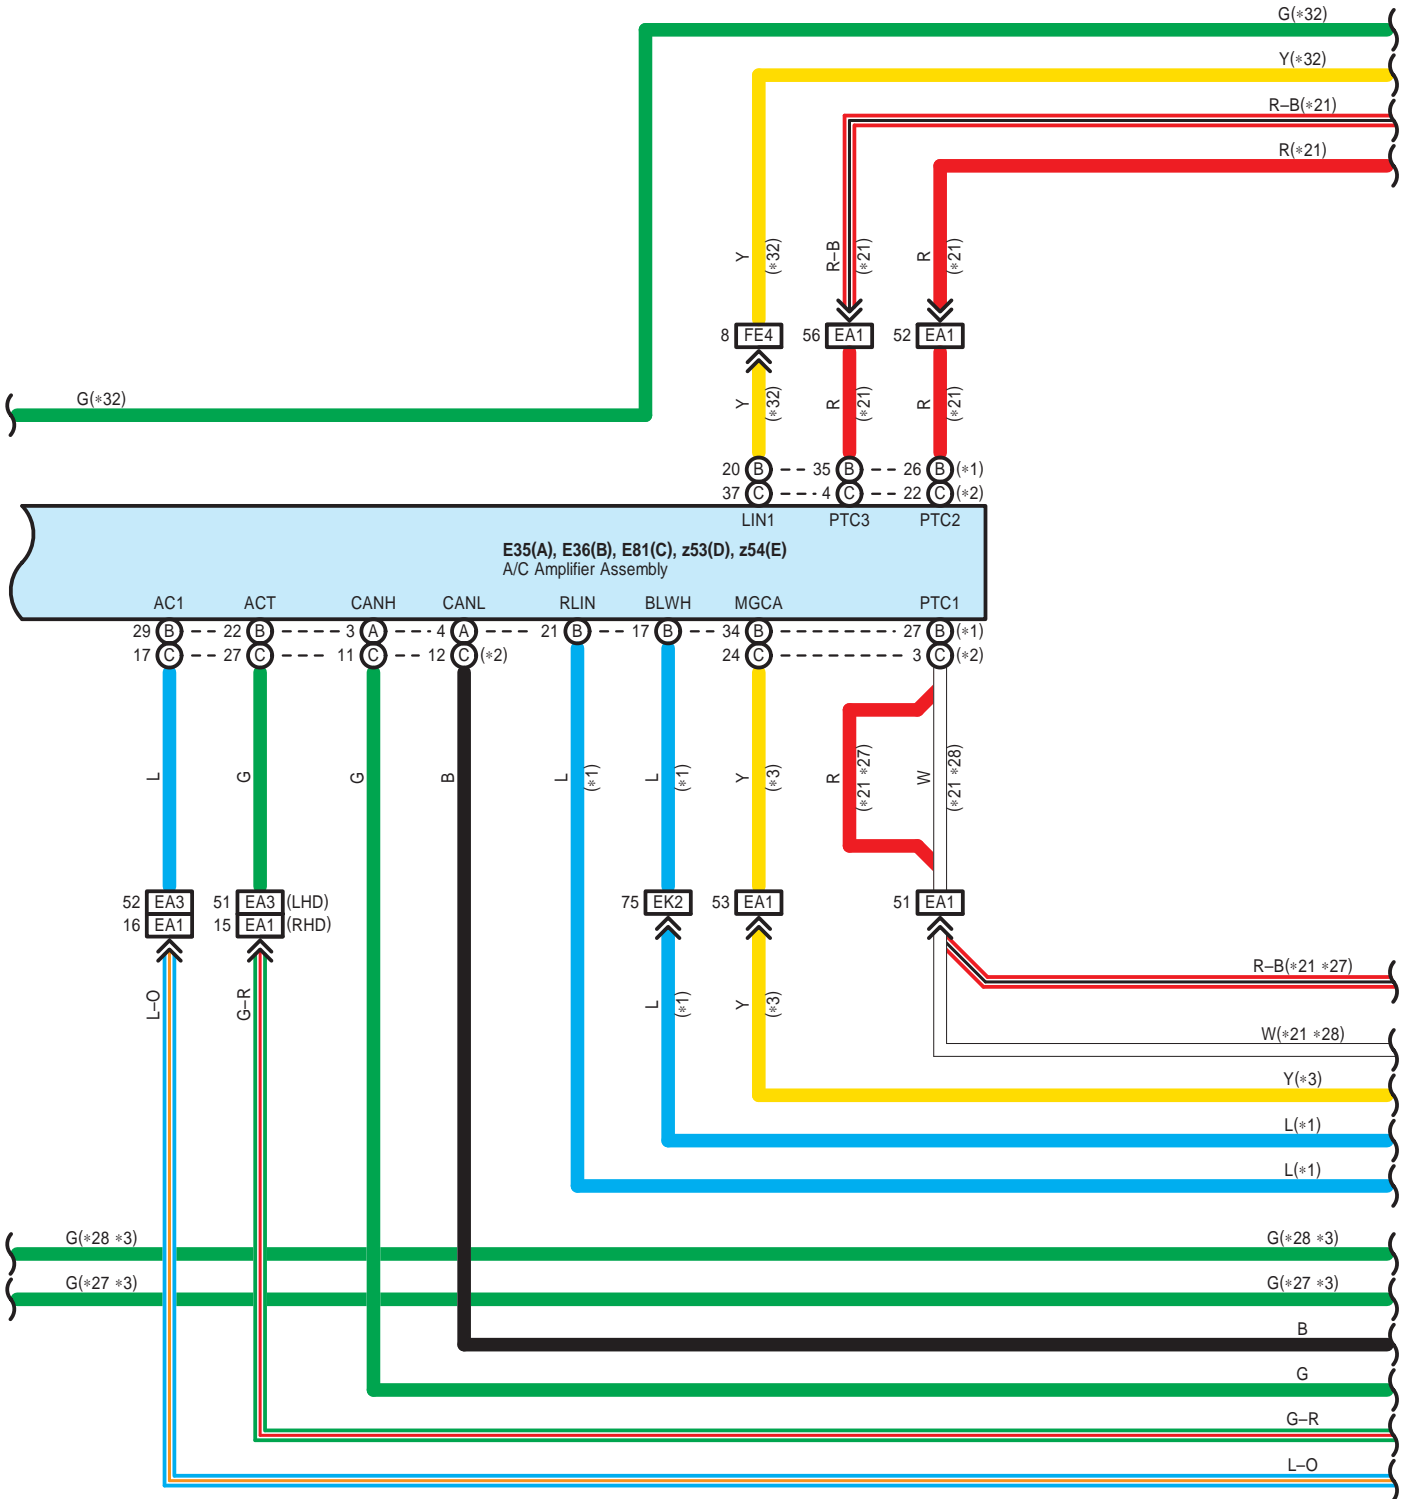 G(*32)
Y(*32)
R–B(*21)
R(*21)
Y (*32) R–B (*21) R (*21)
8 FE4 56 EA1 52 EA1
G(*32)
Y (*32) R (*21) R (*21)
20 B 35 B 26 B (*1)
37 C 4 C 22 C (*2)
LIN1 PTC3 PTC2
E35(A), E36(B), E81(C), z53(D), z54(E)
A/C Amplifier Assembly
AC1 ACT CANH CANL RLIN BLWH MGCA PTC1
29 B 22 B 3 A 4 A 21 B 17 B 34 B 27 B (*1)
17 C 27 C 11 C 12 C (*2) 24 C 3 C (*2)
L G G B L (*1) L (*1) Y (*3) R (*21 *27) W (*21 *28)
52 EA3 51 EA3 (LHD) 75 EK2 53 EA1 51 EA1
16 EA1 15 EA1 (RHD)
R–B(*21 *27)
L–O G–R L (*1) Y (*3)
W(*21 *28)
Y(*3)
L(*1)
L(*1)
G(*28 *3) G(*28 *3)
G(*27 *3) G(*27 *3)
B
G
G–R
L–O